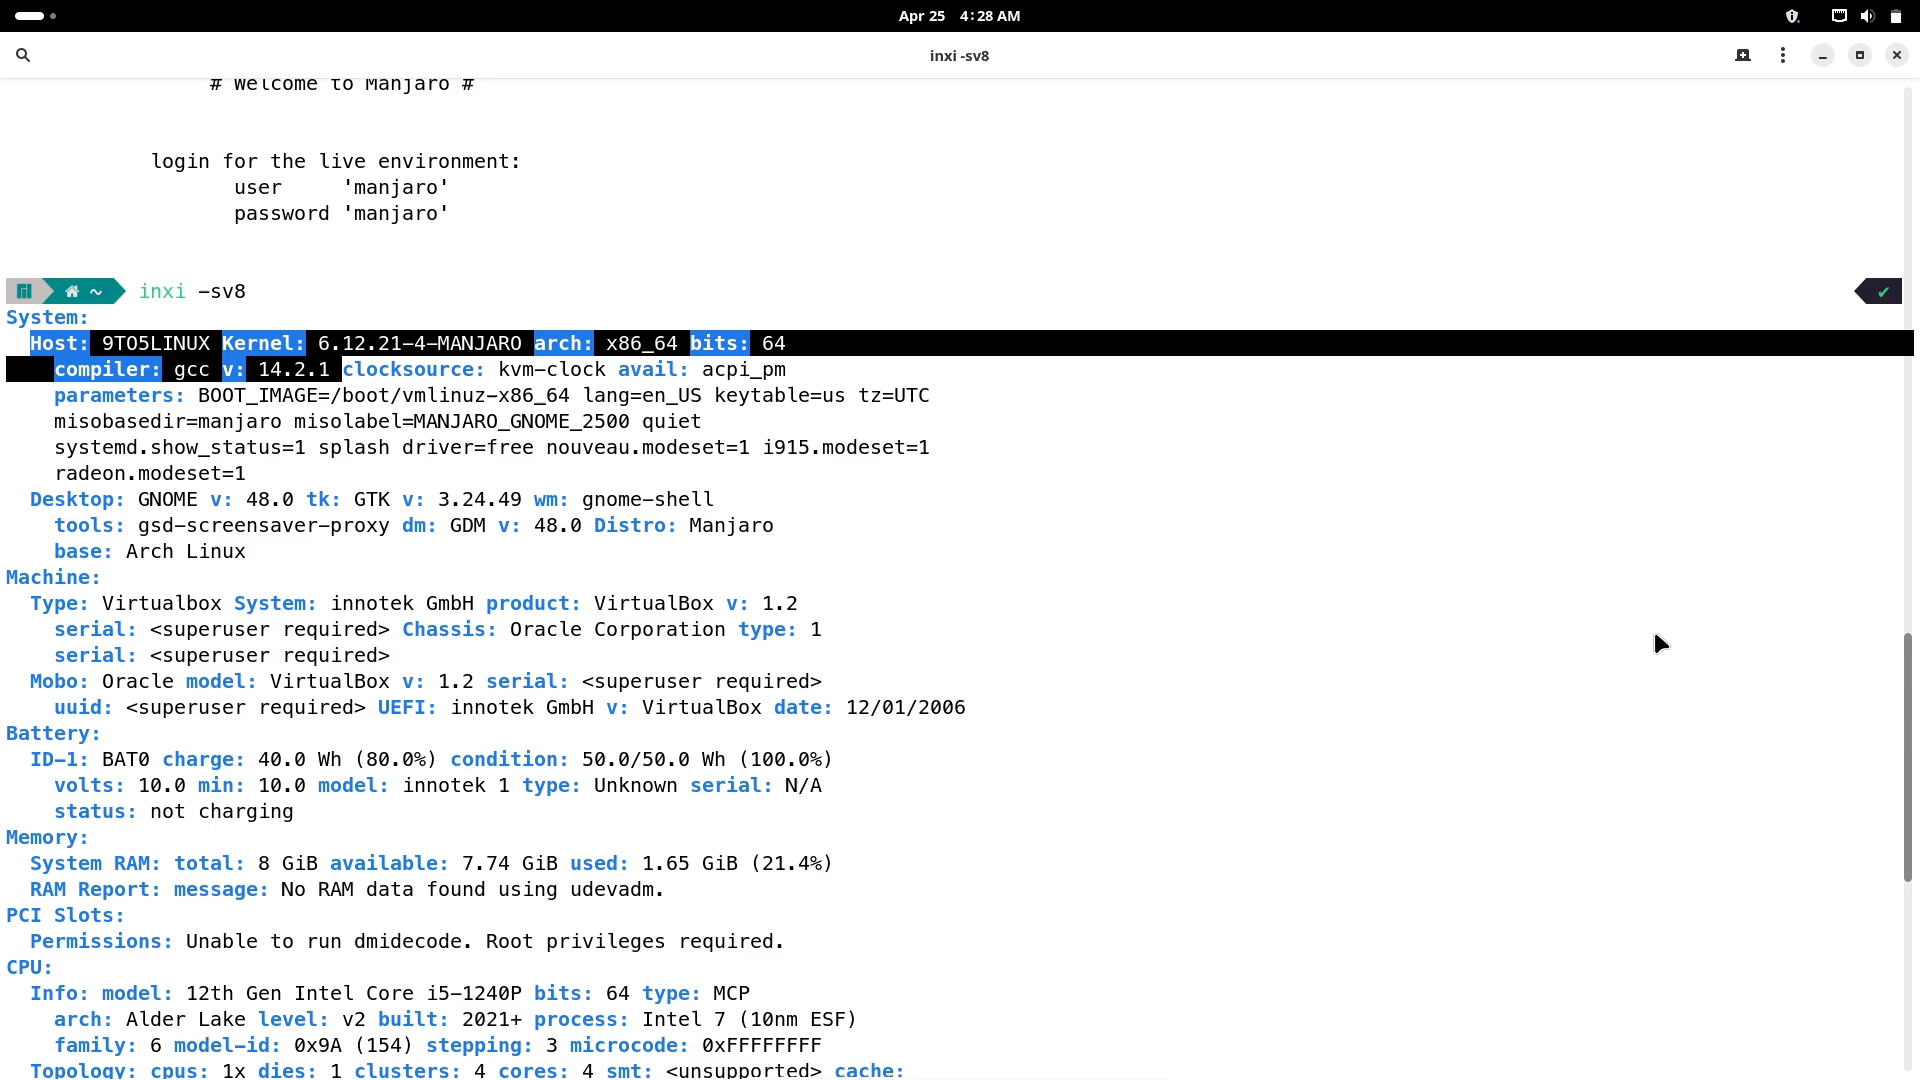 Apr 25 4:28 AM
inxi -sv8
# Welcome to Manjaro #
login for the live environment:
user 'manjaro'
password 'manjaro'
~ inxi -sv8 ✔
System:
Host: 9TO5LINUX Kernel: 6.12.21-4-MANJARO arch: x86_64 bits: 64
compiler: gcc v: 14.2.1 clocksource: kvm-clock avail: acpi_pm
parameters: BOOT_IMAGE=/boot/vmlinuz-x86_64 lang=en_US keytable=us tz=UTC
misobasedir=manjaro misolabel=MANJARO_GNOME_2500 quiet
systemd.show_status=1 splash driver=free nouveau.modeset=1 i915.modeset=1
radeon.modeset=1
Desktop: GNOME v: 48.0 tk: GTK v: 3.24.49 wm: gnome-shell
tools: gsd-screensaver-proxy dm: GDM v: 48.0 Distro: Manjaro
base: Arch Linux
Machine:
Type: Virtualbox System: innotek GmbH product: VirtualBox v: 1.2
serial: <superuser required> Chassis: Oracle Corporation type: 1
serial: <superuser required>
Mobo: Oracle model: VirtualBox v: 1.2 serial: <superuser required>
uuid: <superuser required> UEFI: innotek GmbH v: VirtualBox date: 12/01/2006
Battery:
ID-1: BAT0 charge: 40.0 Wh (80.0%) condition: 50.0/50.0 Wh (100.0%)
volts: 10.0 min: 10.0 model: innotek 1 type: Unknown serial: N/A
status: not charging
Memory:
System RAM: total: 8 GiB available: 7.74 GiB used: 1.65 GiB (21.4%)
RAM Report: message: No RAM data found using udevadm.
PCI Slots:
Permissions: Unable to run dmidecode. Root privileges required.
CPU:
Info: model: 12th Gen Intel Core i5-1240P bits: 64 type: MCP
arch: Alder Lake level: v2 built: 2021+ process: Intel 7 (10nm ESF)
family: 6 model-id: 0x9A (154) stepping: 3 microcode: 0xFFFFFFFF
Topology: cpus: 1x dies: 1 clusters: 4 cores: 4 smt: <unsupported> cache: